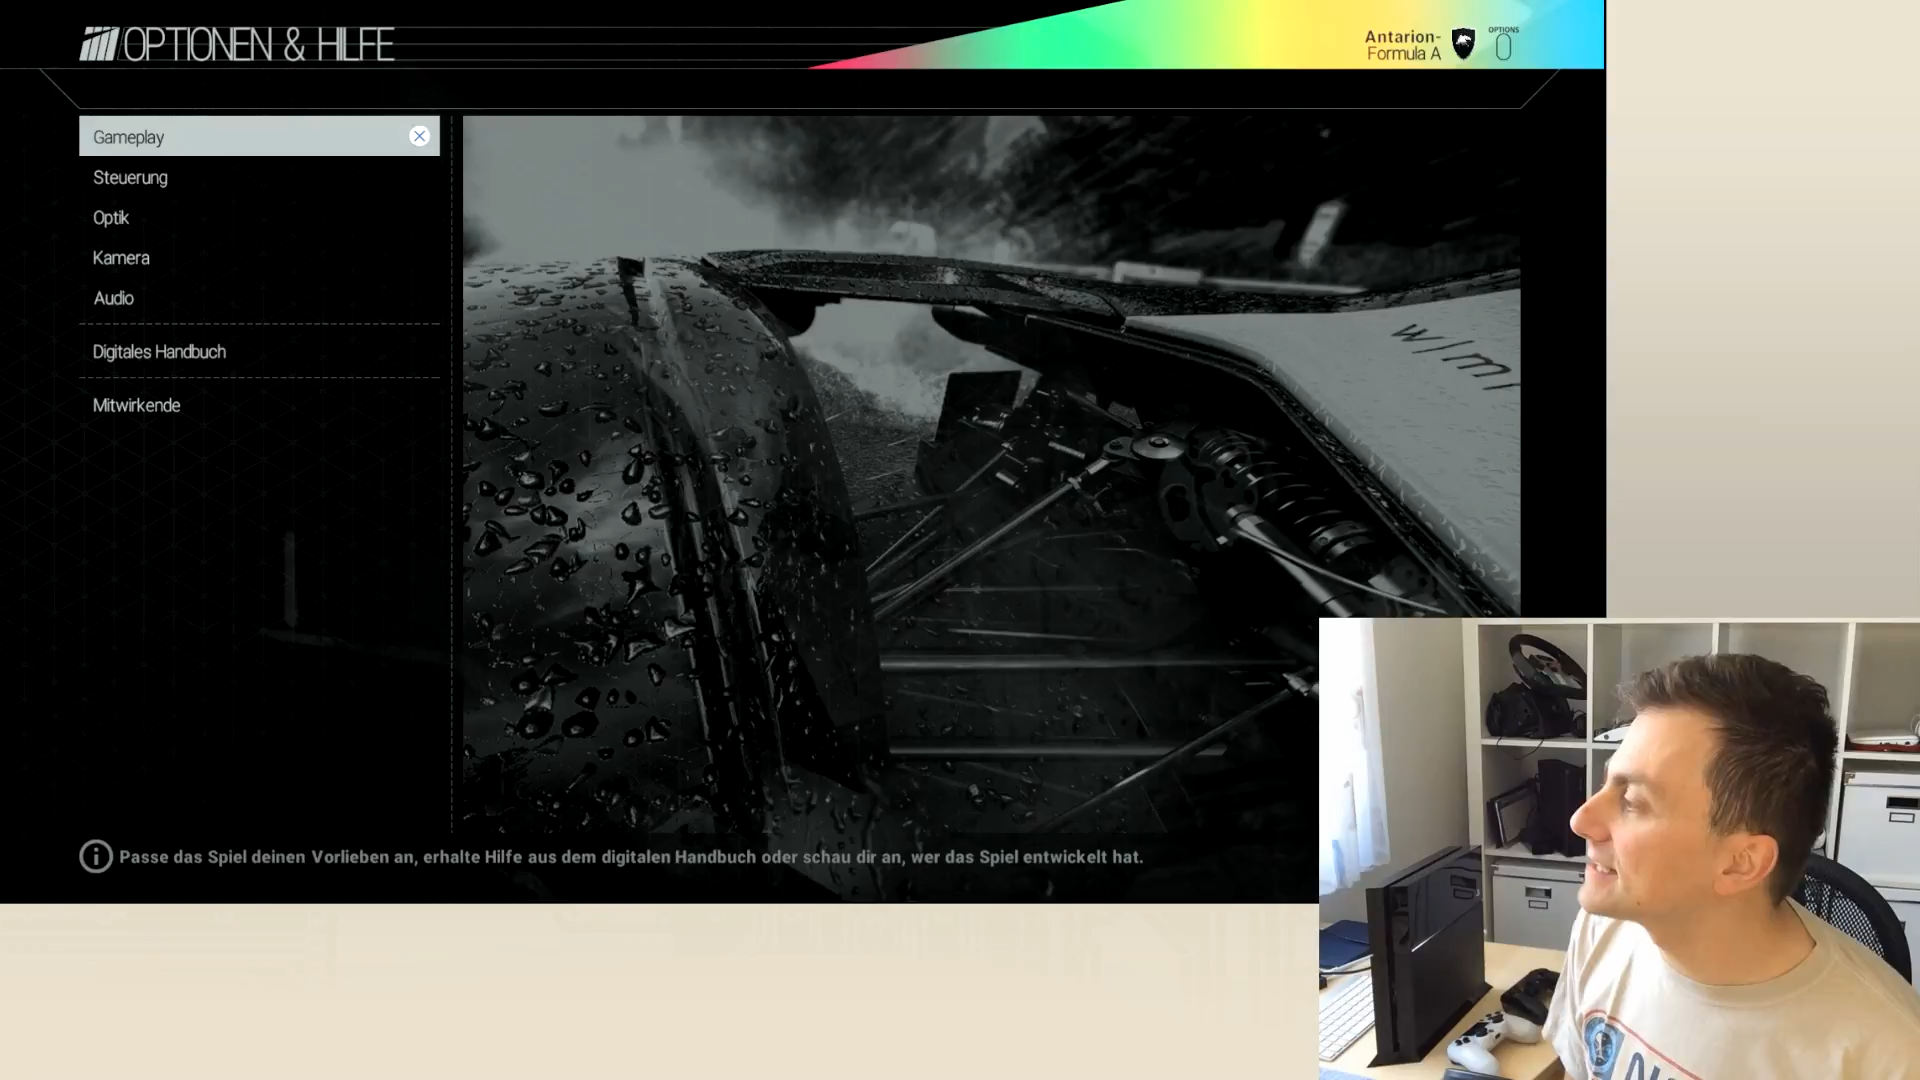 OPTIONEN & HILFE
Antarion-
Formula A
OPTIONS
Gameplay
Steuerung
Optik
Kamera
Audio
Digitales Handbuch
Mitwirkende
w/m/
Passe das Spiel deinen Vorlieben an, erhalte Hilfe aus dem digitalen Handbuch oder schau dir an, wer das Spiel entwickelt hat.